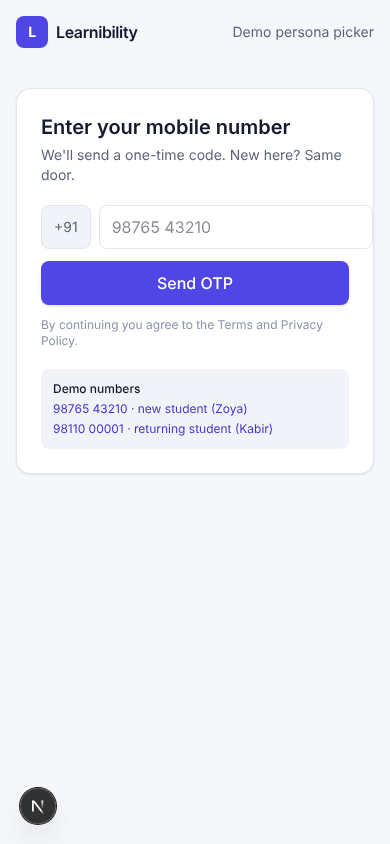 L Learnibility
Demo persona picker
Enter your mobile number
We'll send a one-time code. New here? Same
door.
+91 98765 43210
Send OTP
By continuing you agree to the Terms and Privacy
Policy.
Demo numbers
98765 43210 · new student (Zoya)
98110 00001 · returning student (Kabir)
N